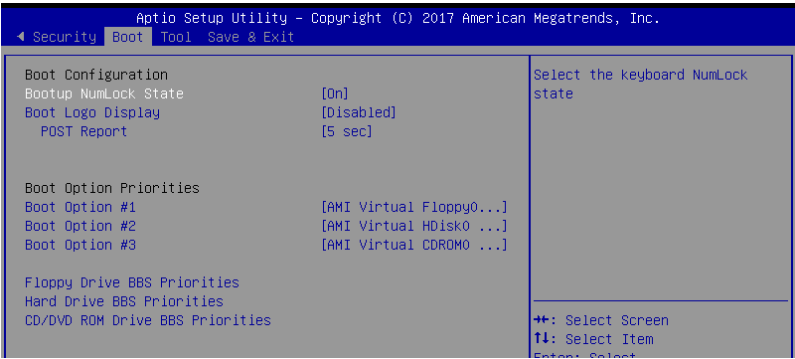 Aptio Setup Utility – Copyright (C) 2017 American Megatrends, Inc.
Security Boot Tool Save & Exit
Boot Configuration
Bootup NumLock State [On]
Boot Logo Display [Disabled]
POST Report [5 sec]
Boot Option Priorities
Boot Option #1 [AMI Virtual Floppy0...]
Boot Option #2 [AMI Virtual HDisk0 ...]
Boot Option #3 [AMI Virtual CDROM0 ...]
Floppy Drive BBS Priorities
Hard Drive BBS Priorities
CD/DVD ROM Drive BBS Priorities
Select the keyboard NumLock
state
→←: Select Screen
↑↓: Select Item
Enter: Select